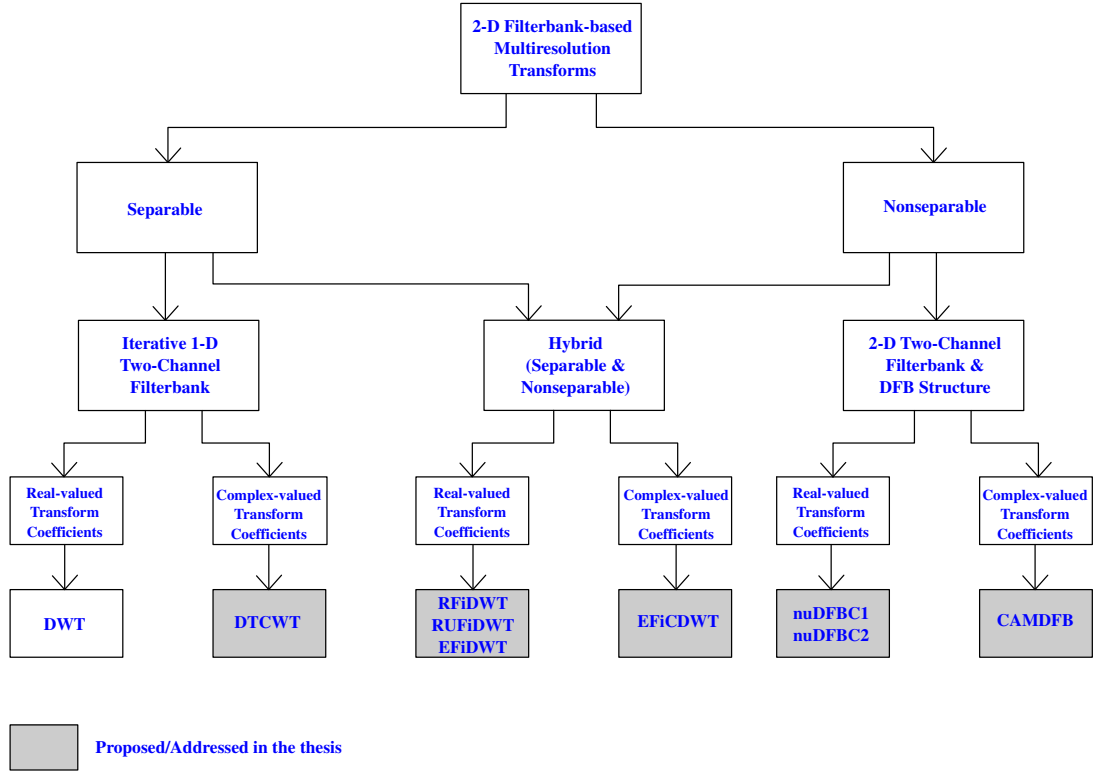 2-D Filterbank-based
Multiresolution
Transforms
Separable
Nonseparable
Iterative 1-D
Two-Channel
Filterbank
Hybrid
(Separable &
Nonseparable)
2-D Two-Channel
Filterbank &
DFB Structure
Real-valued
Transform
Coefficients
Complex-valued
Transform
Coefficients
Real-valued
Transform
Coefficients
Complex-valued
Transform
Coefficients
Real-valued
Transform
Coefficients
Complex-valued
Transform
Coefficients
DWT
DTCWT
RFiDWT
RUFiDWT
EFiDWT
EFiCDWT
nuDFBC1
nuDFBC2
CAMDFB
Proposed/Addressed in the thesis